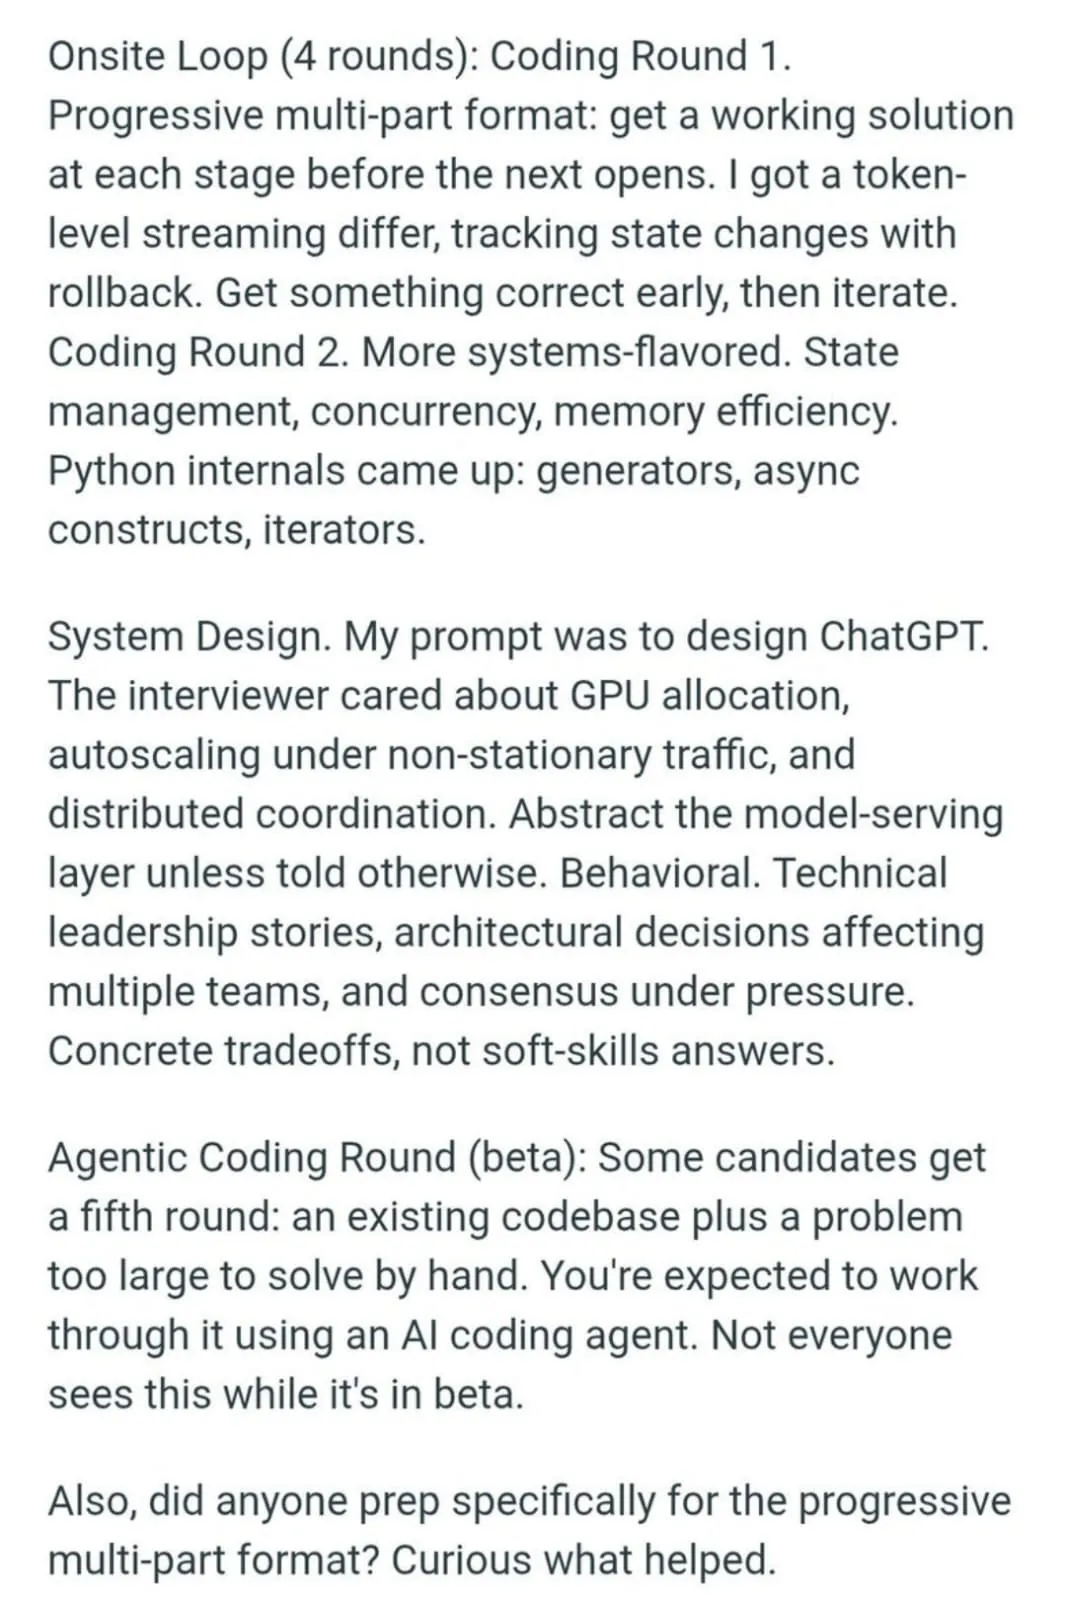 Onsite Loop (4 rounds): Coding Round 1.
Progressive multi-part format: get a working solution
at each stage before the next opens. I got a token-
level streaming differ, tracking state changes with
rollback. Get something correct early, then iterate.
Coding Round 2. More systems-flavored. State
management, concurrency, memory efficiency.
Python internals came up: generators, async
constructs, iterators.
System Design. My prompt was to design ChatGPT.
The interviewer cared about GPU allocation,
autoscaling under non-stationary traffic, and
distributed coordination. Abstract the model-serving
layer unless told otherwise. Behavioral. Technical
leadership stories, architectural decisions affecting
multiple teams, and consensus under pressure.
Concrete tradeoffs, not soft-skills answers.
Agentic Coding Round (beta): Some candidates get
a fifth round: an existing codebase plus a problem
too large to solve by hand. You're expected to work
through it using an AI coding agent. Not everyone
sees this while it's in beta.
Also, did anyone prep specifically for the progressive
multi-part format? Curious what helped.